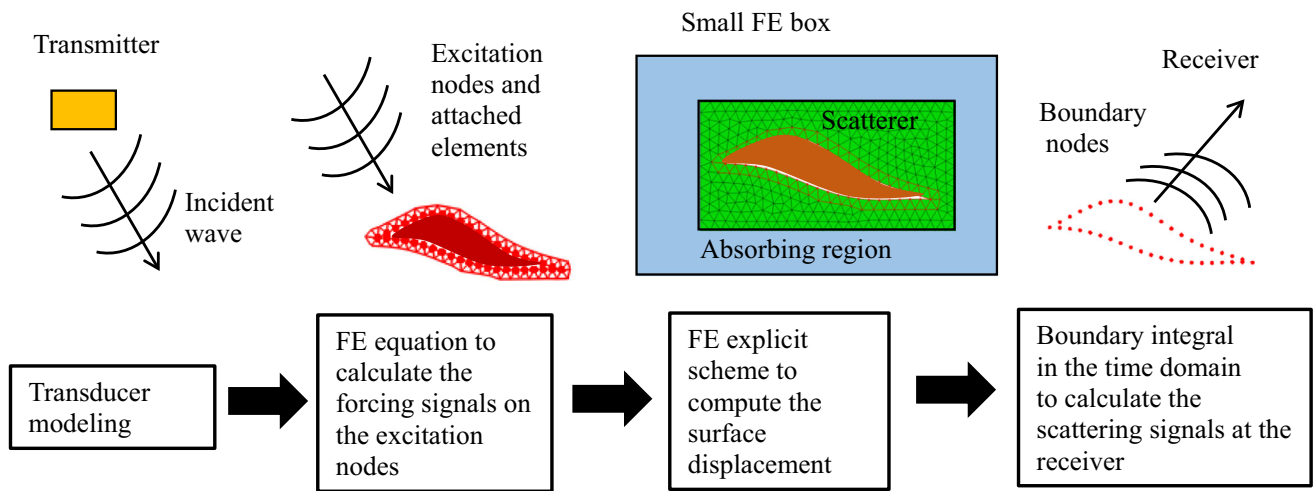 Transmitter
Incident
wave
Excitation
nodes and
attached
elements
Small FE box
Scatterer
Absorbing region
Receiver
Boundary
nodes
Transducer
modeling
FE equation to
calculate the
forcing signals on
the excitation
nodes
FE explicit
scheme to
compute the
surface
displacement
Boundary integral
in the time domain
to calculate the
scattering signals at the
receiver